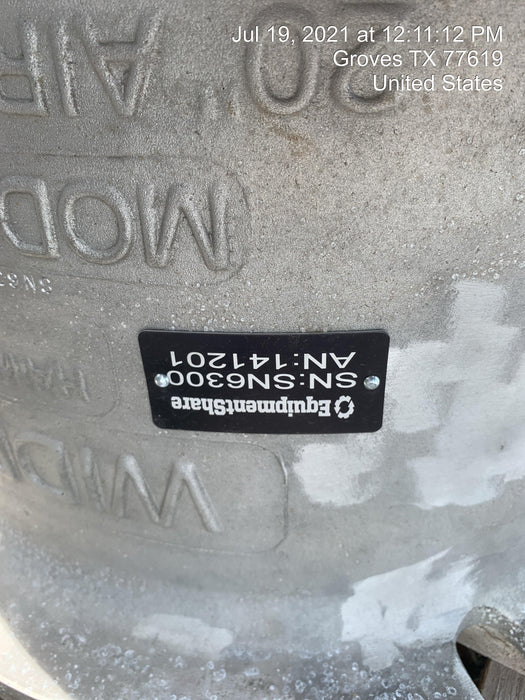 Jul 19, 2021 at 12:11:12 PM
Groves TX 77619
United States
EquipmentShare
SN:SN6300
AN:141201
20"
AIR
MOD